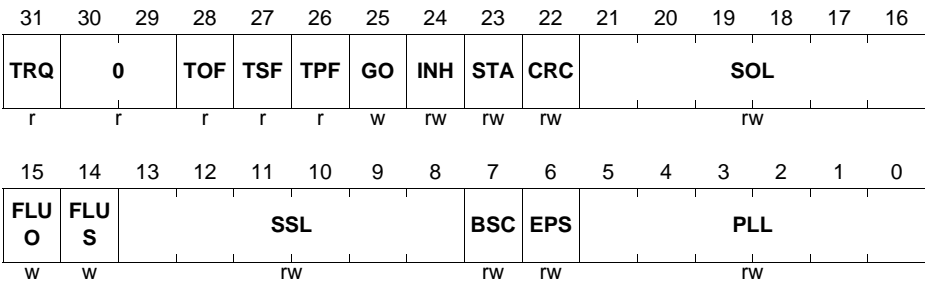 31 30 29 28 27 26 25 24 23 22 21 20 19 18 17 16
TRQ 0 TOF TSF TPF GO INH STA CRC SOL
r r r r r w rw rw rw rw
15 14 13 12 11 10 9 8 7 6 5 4 3 2 1 0
FLU FLU SSL BSC EPS PLL
O S
w w rw rw rw rw